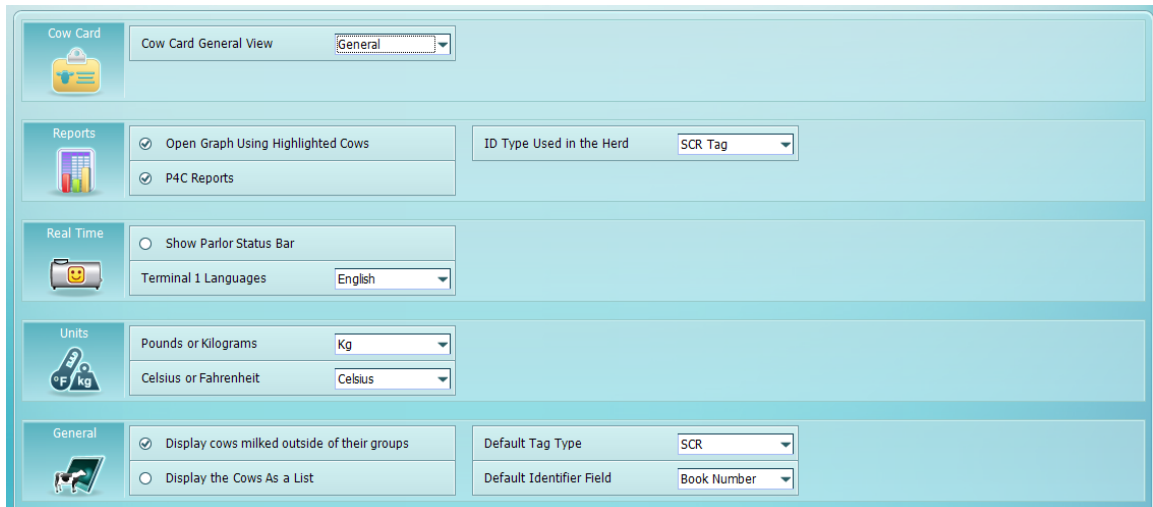 Cow Card
Cow Card General View General
Reports
Open Graph Using Highlighted Cows
ID Type Used in the Herd SCR Tag
P4C Reports
Real Time
Show Parlor Status Bar
Terminal 1 Languages English
Units
°F/kg
Pounds or Kilograms Kg
Celsius or Fahrenheit Celsius
General
Display cows milked outside of their groups
Default Tag Type SCR
Display the Cows As a List
Default Identifier Field Book Number